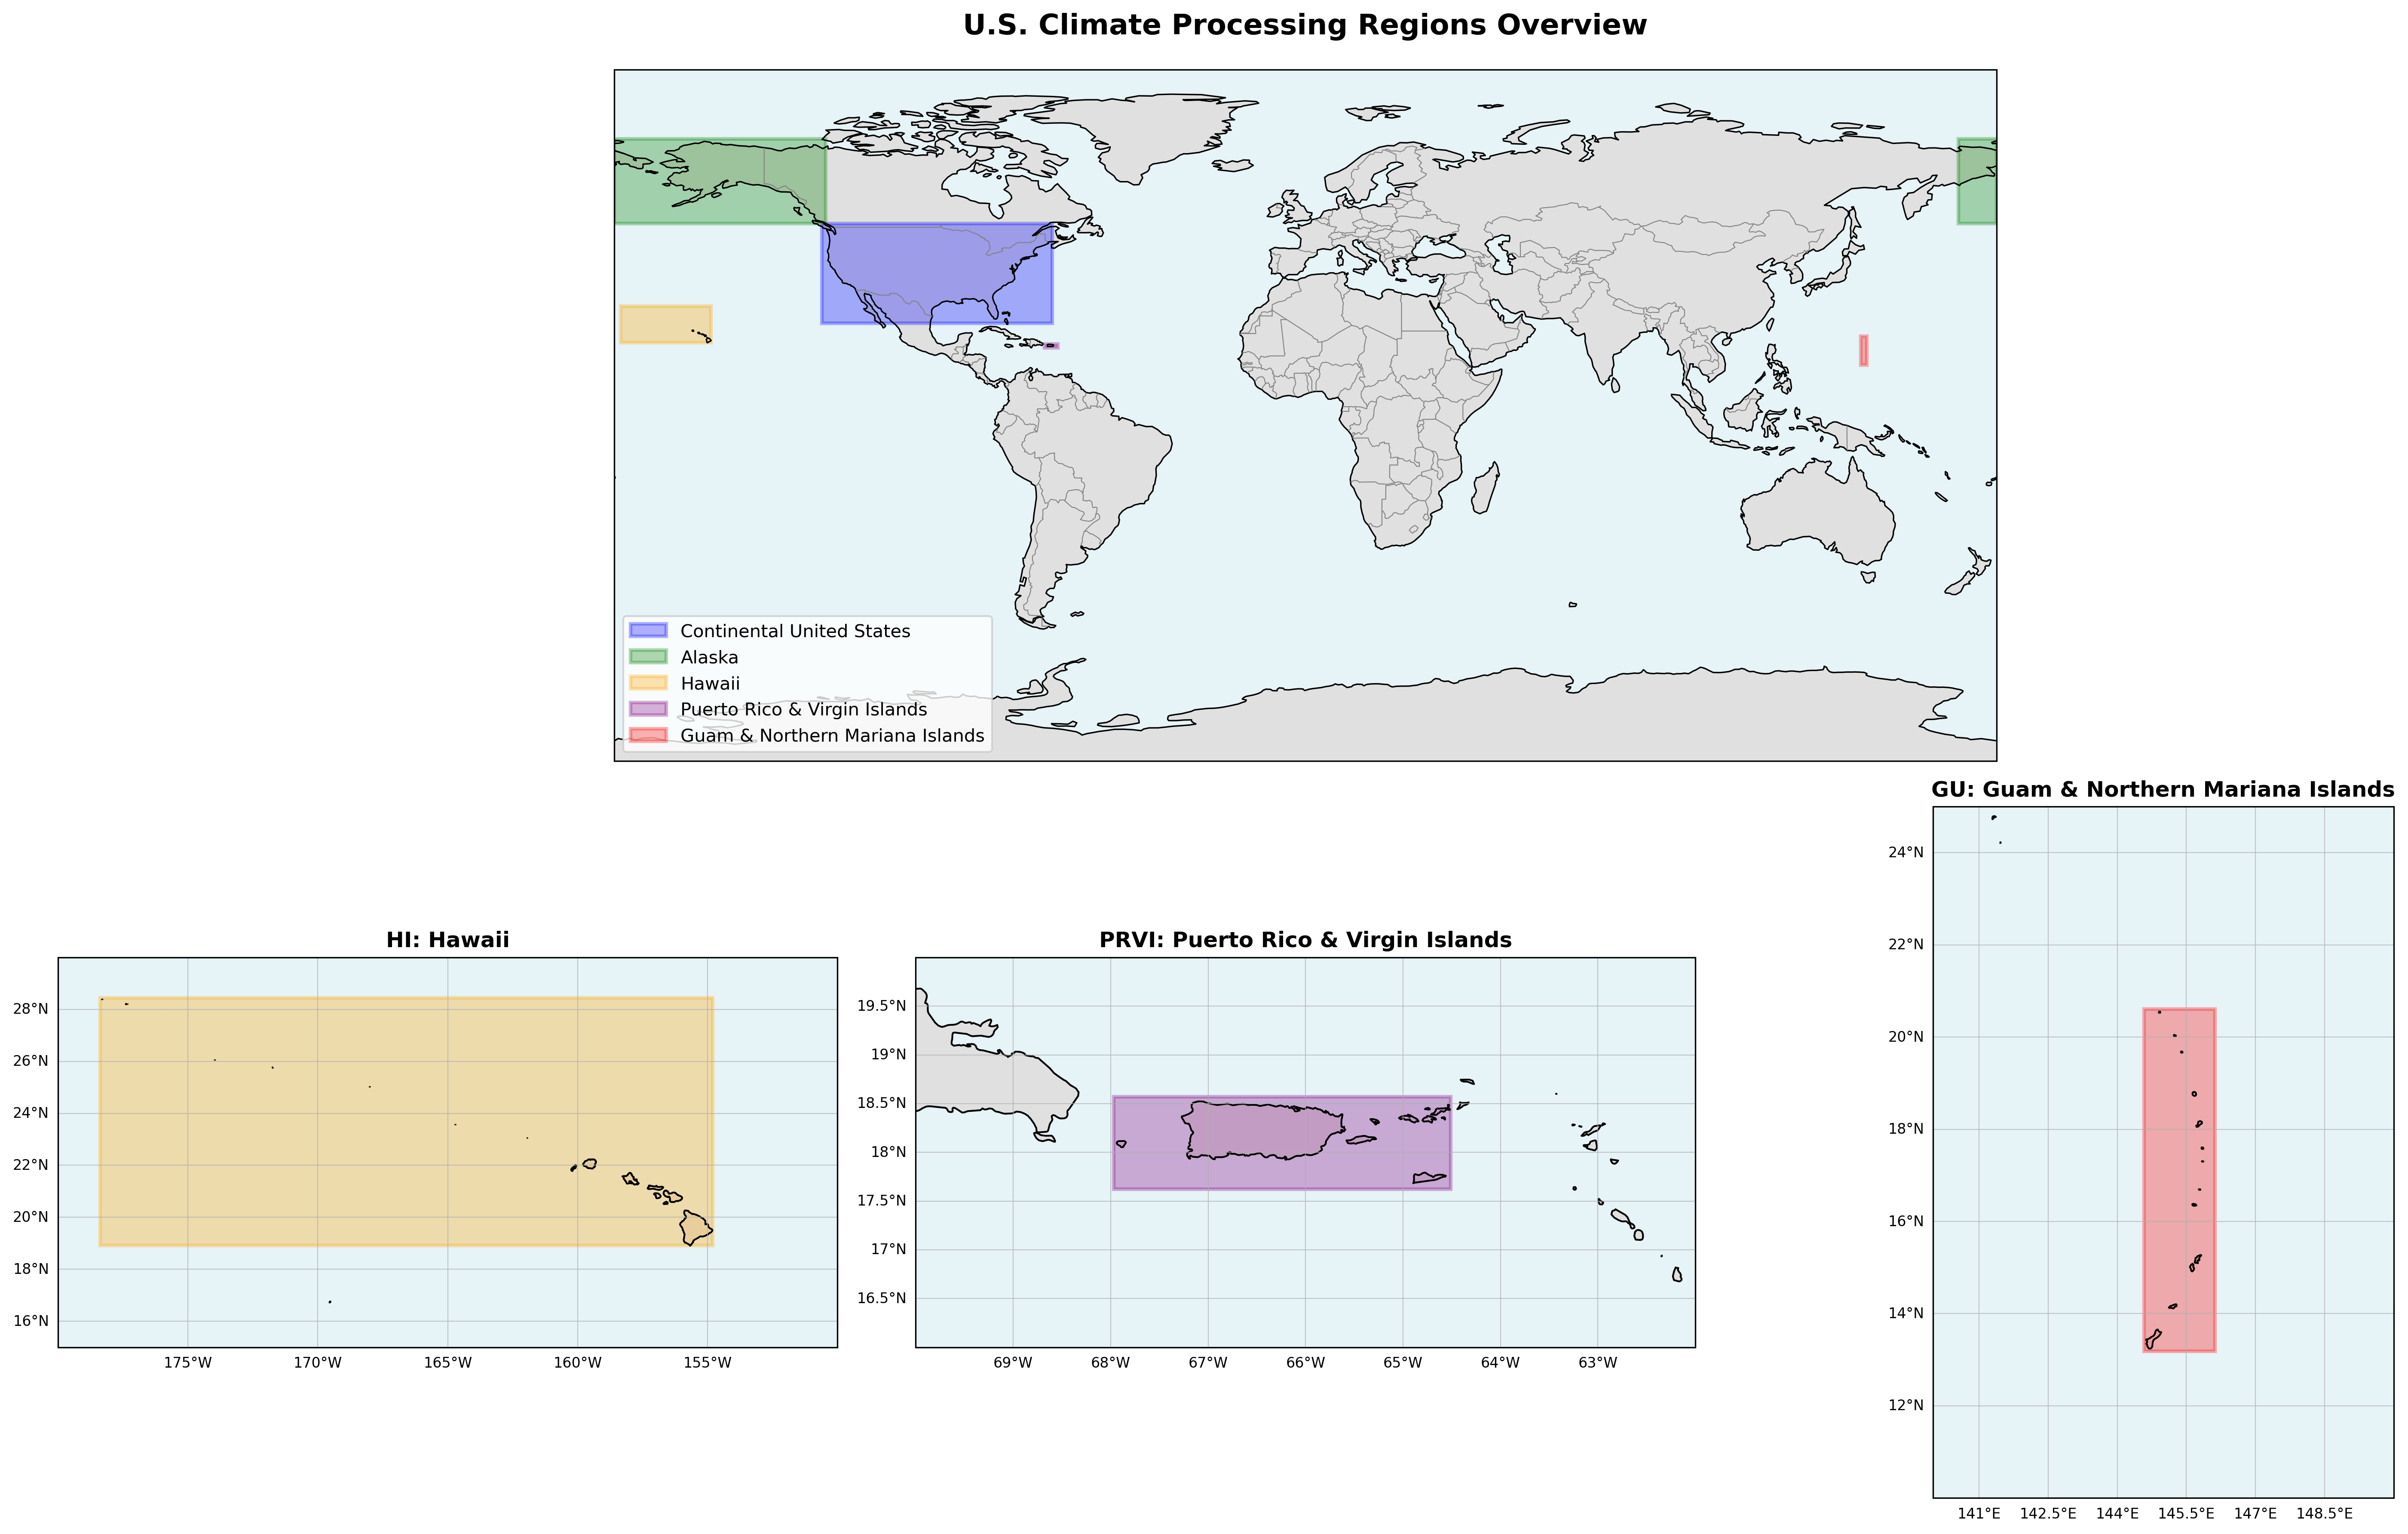 U.S. Climate Processing Regions Overview
Continental United States
Alaska
Hawaii
Puerto Rico & Virgin Islands
Guam & Northern Mariana Islands
HI: Hawaii
28°N
26°N
24°N
22°N
20°N
18°N
16°N
175°W 170°W 165°W 160°W 155°W
PRVI: Puerto Rico & Virgin Islands
19.5°N
19°N
18.5°N
18°N
17.5°N
17°N
16.5°N
69°W 68°W 67°W 66°W 65°W 64°W 63°W
GU: Guam & Northern Mariana Islands
24°N
22°N
20°N
18°N
16°N
14°N
12°N
141°E 142.5°E 144°E 145.5°E 147°E 148.5°E